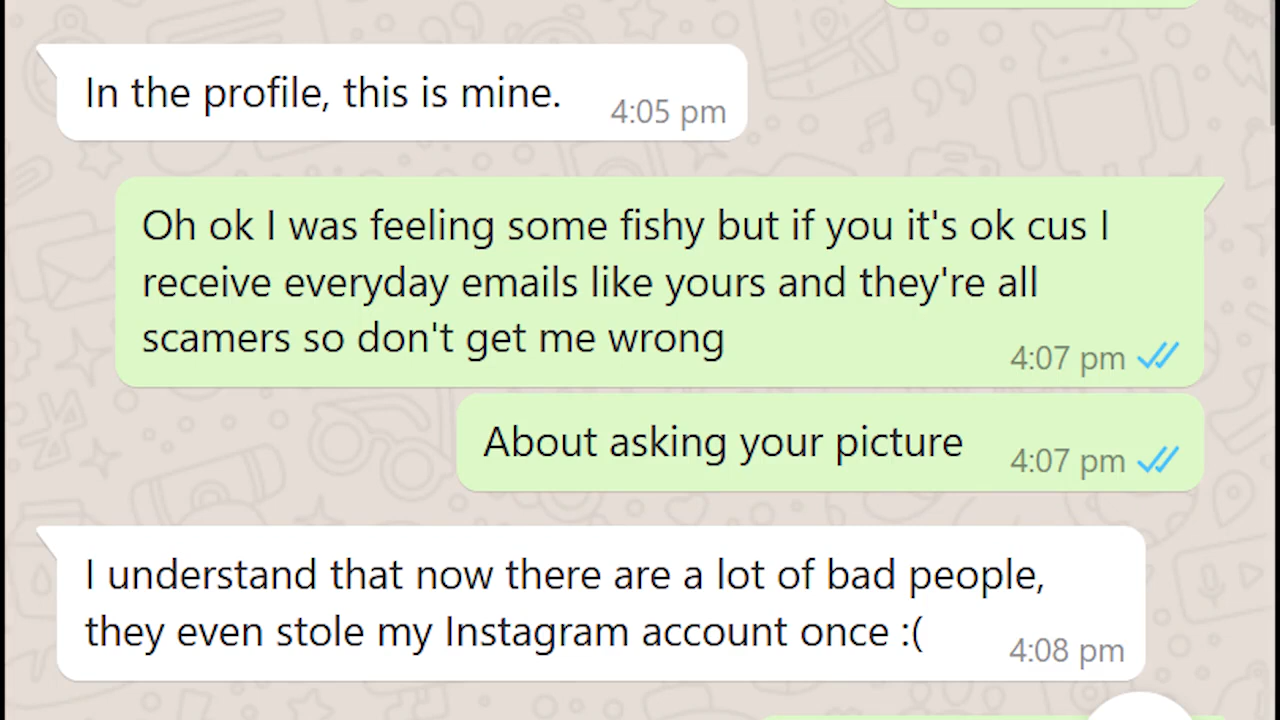 In the profile, this is mine.
4:05 pm
Oh ok I was feeling some fishy but if you it's ok cus I
receive everyday emails like yours and they're all
scamers so don't get me wrong
4:07 pm
About asking your picture
4:07 pm
I understand that now there are a lot of bad people,
they even stole my Instagram account once :(
4:08 pm